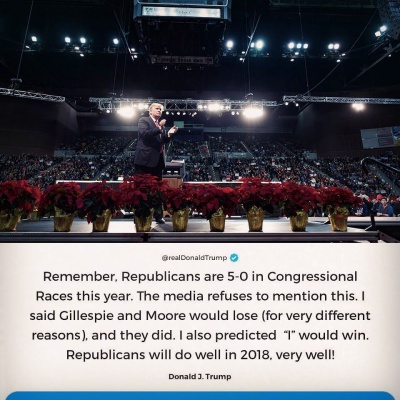 @realDonaldTrump
Remember, Republicans are 5-0 in Congressional
Races this year. The media refuses to mention this. I
said Gillespie and Moore would lose (for very different
reasons), and they did. I also predicted “I” would win.
Republicans will do well in 2018, very well!
Donald J. Trump